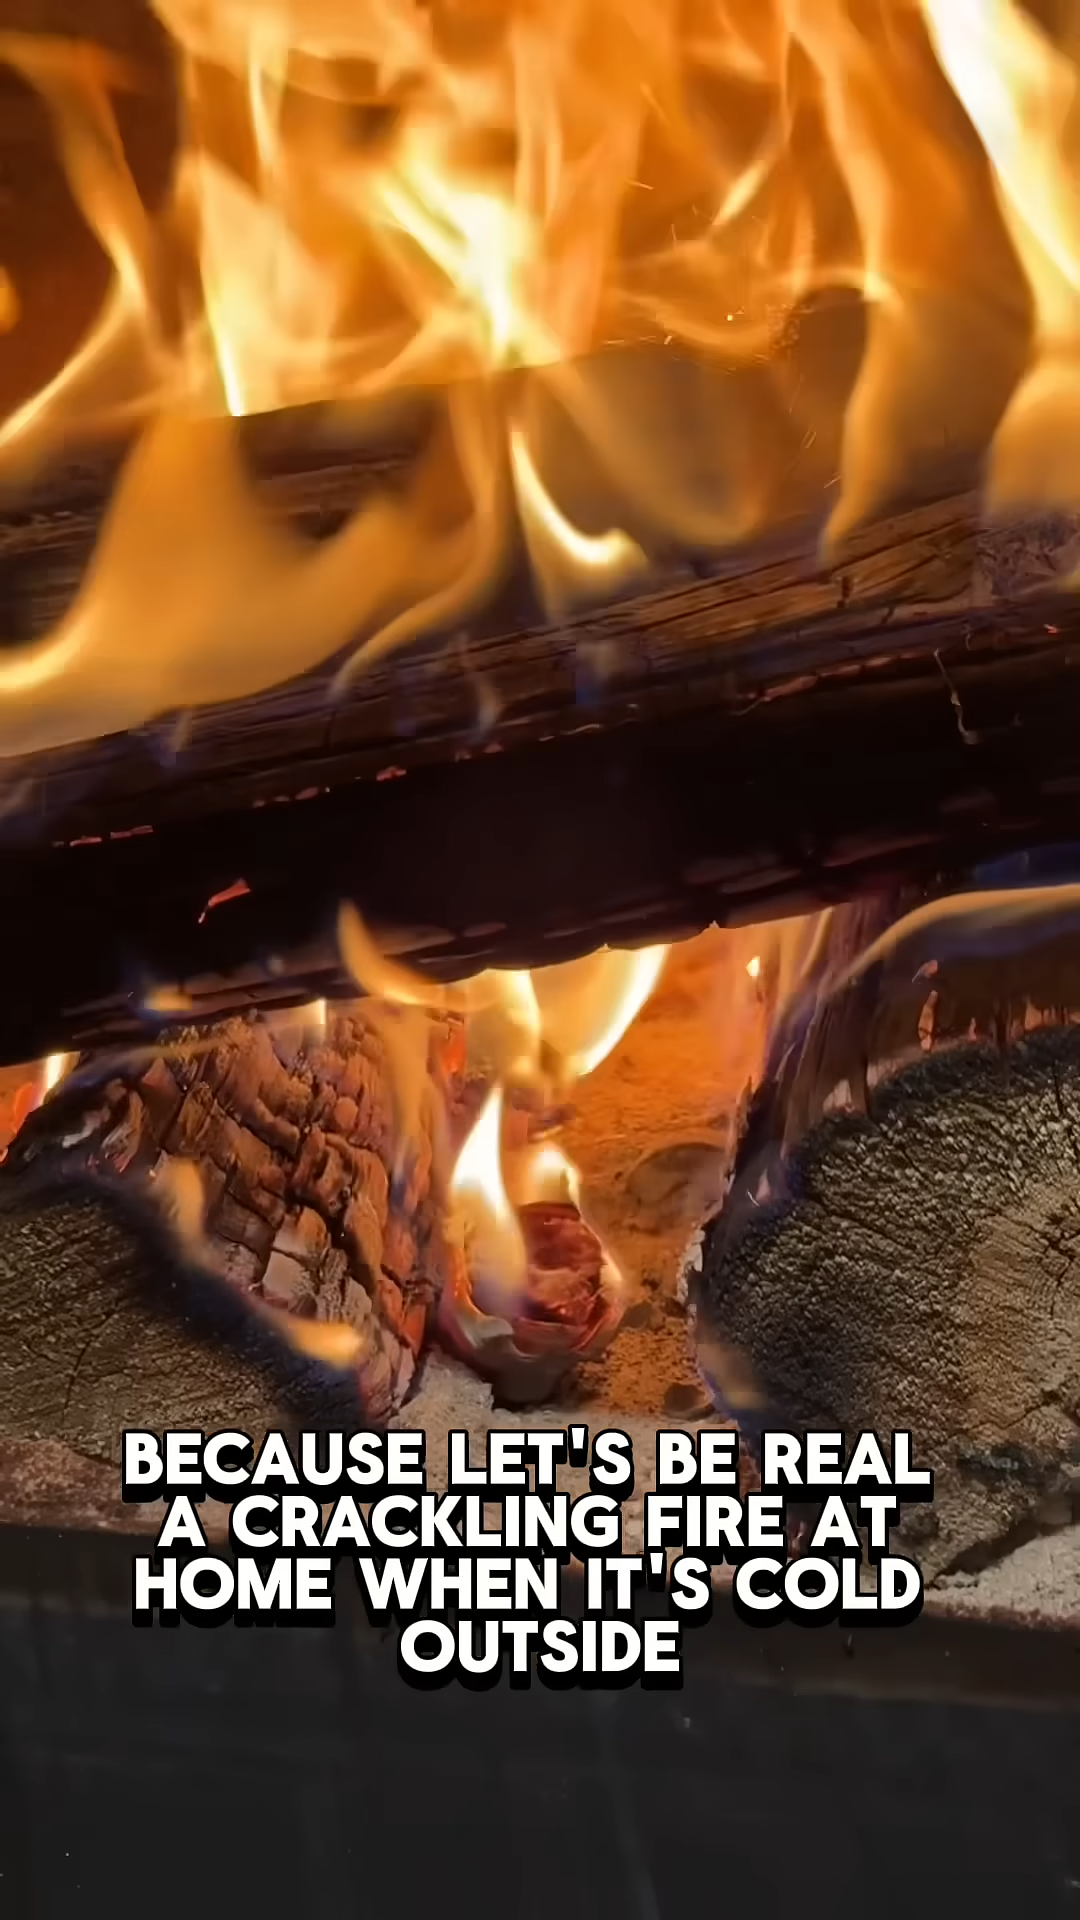 BECAUSE LET'S BE REAL
A CRACKLING FIRE AT
HOME WHEN IT'S COLD
OUTSIDE